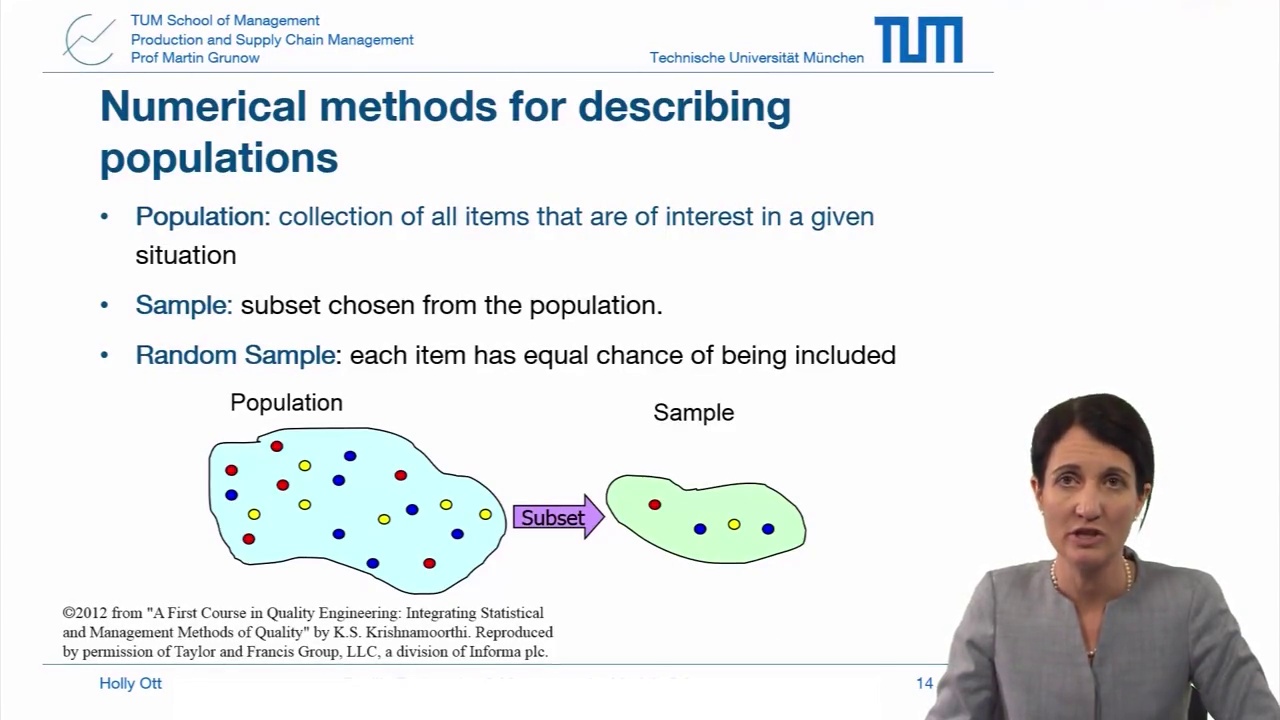 TUM School of Management
Production and Supply Chain Management
Prof Martin Grunow
Technische Universität München
TUM
Numerical methods for describing
populations
• Population: collection of all items that are of interest in a given
situation
• Sample: subset chosen from the population.
• Random Sample: each item has equal chance of being included
Population
Sample
Subset
©2012 from "A First Course in Quality Engineering: Integrating Statistical
and Management Methods of Quality" by K.S. Krishnamoorthi. Reproduced
by permission of Taylor and Francis Group, LLC, a division of Informa plc.
Holly Ott
14